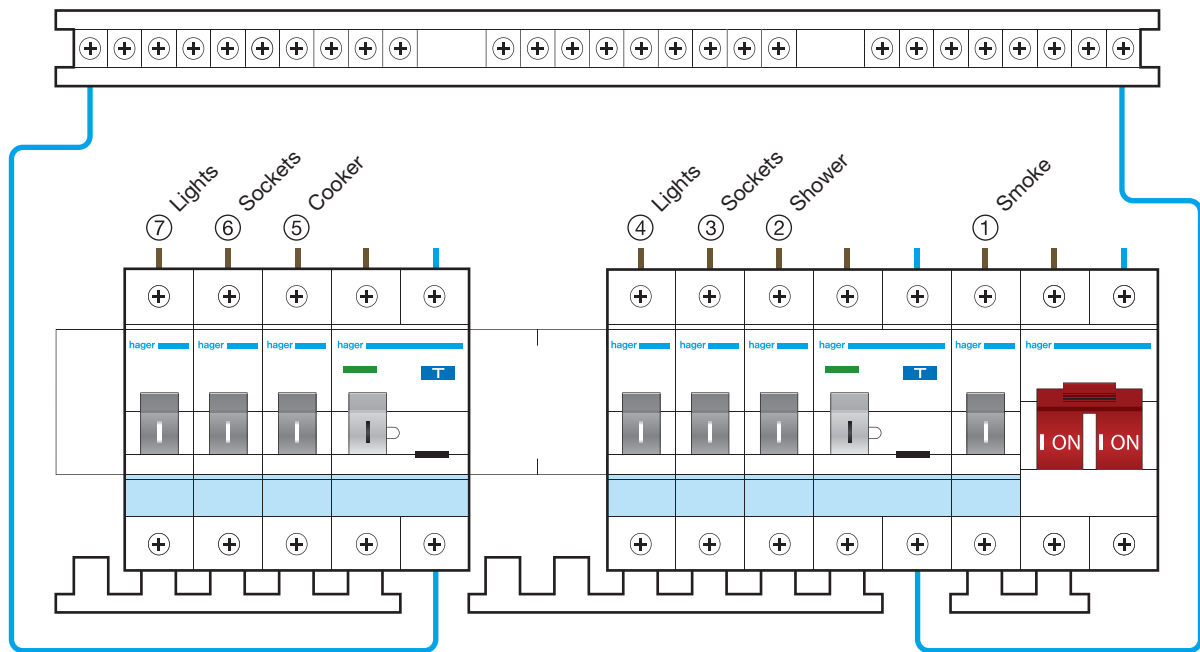 Lights
Sockets
Cooker
Lights
Sockets
Shower
Smoke
7
6
5
4
3
2
1
hager
hager
hager
hager
hager
hager
hager
hager
hager
hager
T
T
I
I
I
I
I
I
I
I
I
I ON
I ON